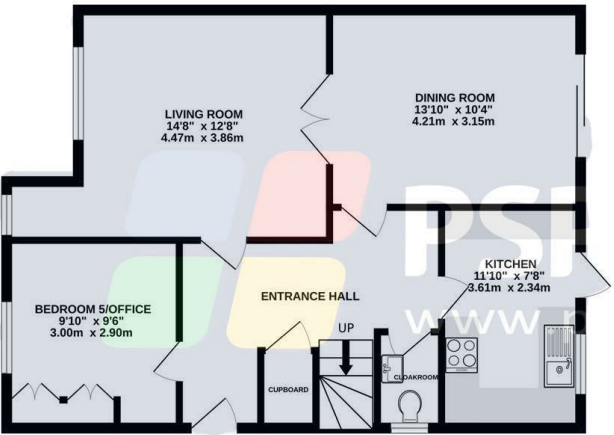 LIVING ROOM
14'8" x 12'8"
4.47m x 3.86m
DINING ROOM
13'10" x 10'4"
4.21m x 3.15m
PSP
www.p
KITCHEN
11'10" x 7'8"
3.61m x 2.34m
BEDROOM 5/OFFICE
9'10" x 9'6"
3.00m x 2.90m
ENTRANCE HALL
UP
CUPBOARD
CLOAKROOM